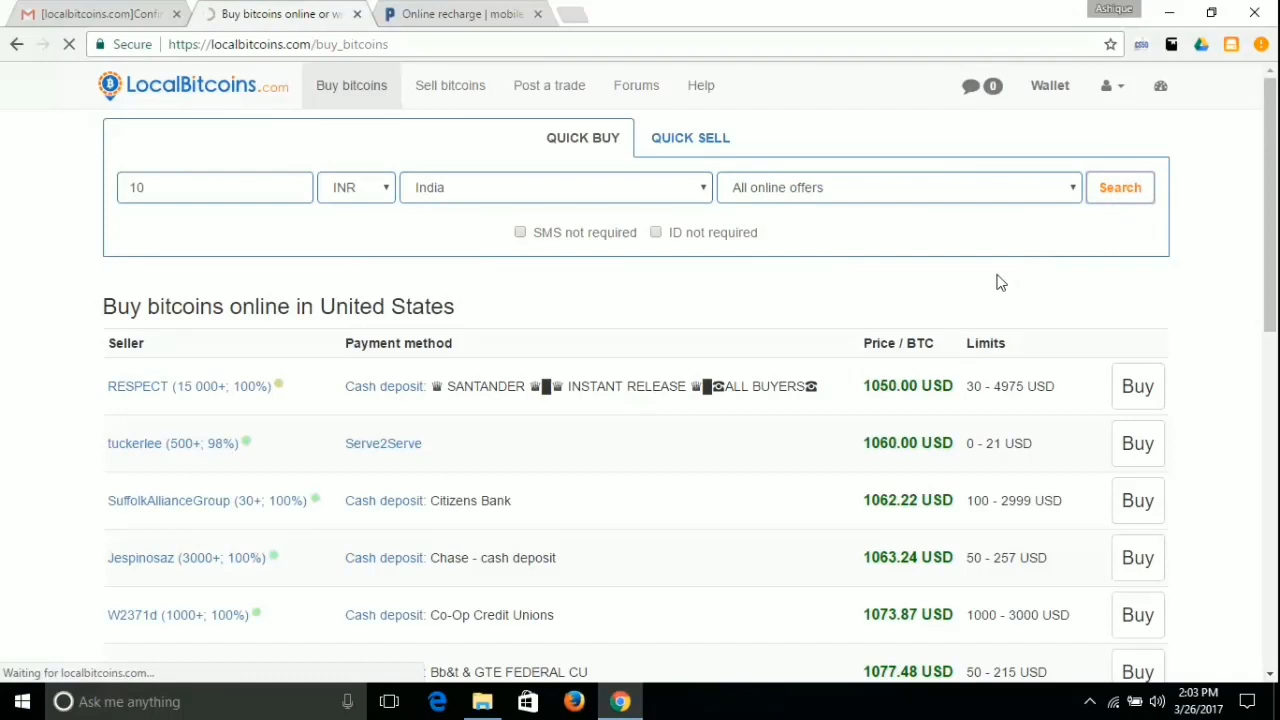 [localbitcoins.com]Confi
Buy bitcoins online or w
Online recharge | mobile
Ashique
Secure
https://localbitcoins.com/buy_bitcoins
LocalBitcoins.com
Buy bitcoins
Sell bitcoins
Post a trade
Forums
Help
0
Wallet
QUICK BUY
QUICK SELL
10
INR
India
All online offers
Search
SMS not required
ID not required
Buy bitcoins online in United States
Seller Payment method Price / BTC Limits
RESPECT (15 000+; 100%) Cash deposit: ♛ SANTANDER ♛█♛ INSTANT RELEASE ♛█☎ALL BUYERS☎ 1050.00 USD 30 - 4975 USD Buy
tuckerlee (500+; 98%) Serve2Serve 1060.00 USD 0 - 21 USD Buy
SuffolkAllianceGroup (30+; 100%) Cash deposit: Citizens Bank 1062.22 USD 100 - 2999 USD Buy
Jespinosaz (3000+; 100%) Cash deposit: Chase - cash deposit 1063.24 USD 50 - 257 USD Buy
W2371d (1000+; 100%) Cash deposit: Co-Op Credit Unions 1073.87 USD 1000 - 3000 USD Buy
: Bb&t & GTE FEDERAL CU 1077.48 USD 50 - 215 USD Buy
Waiting for localbitcoins.com...
Ask me anything
2:03 PM
3/26/2017